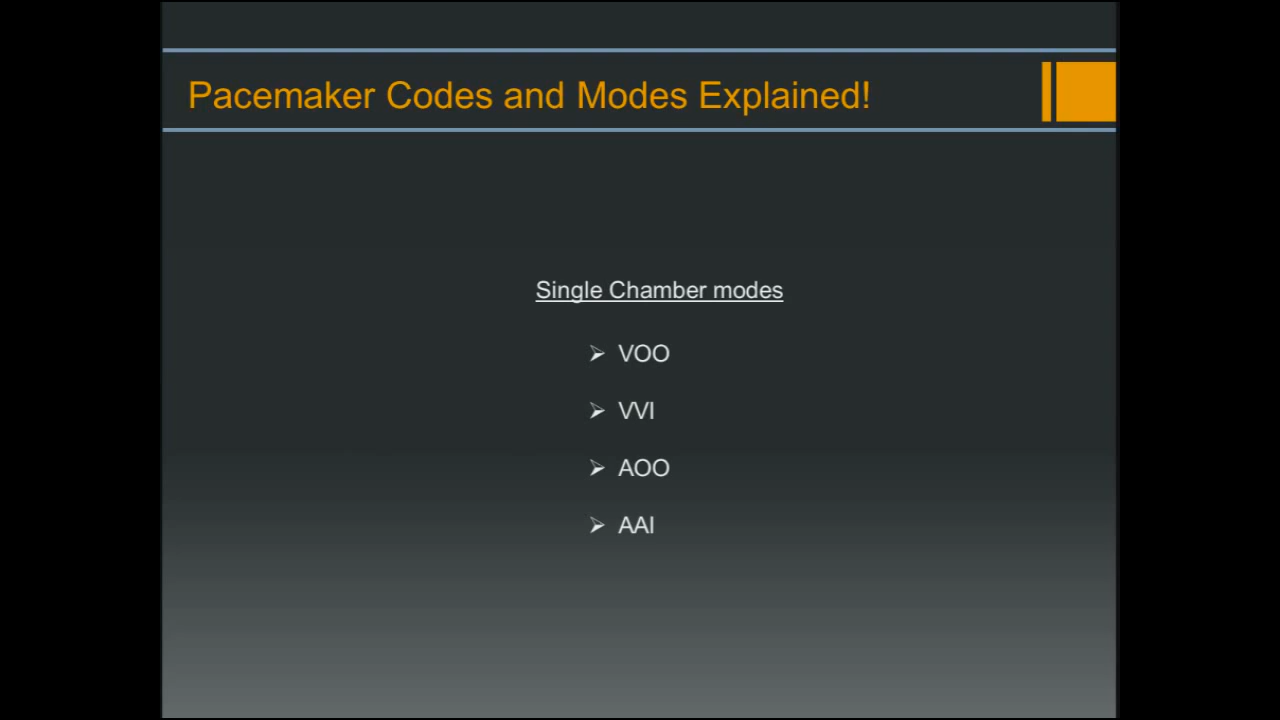 Pacemaker Codes and Modes Explained!
Single Chamber modes
➢ VOO
➢ VVI
➢ AOO
➢ AAI